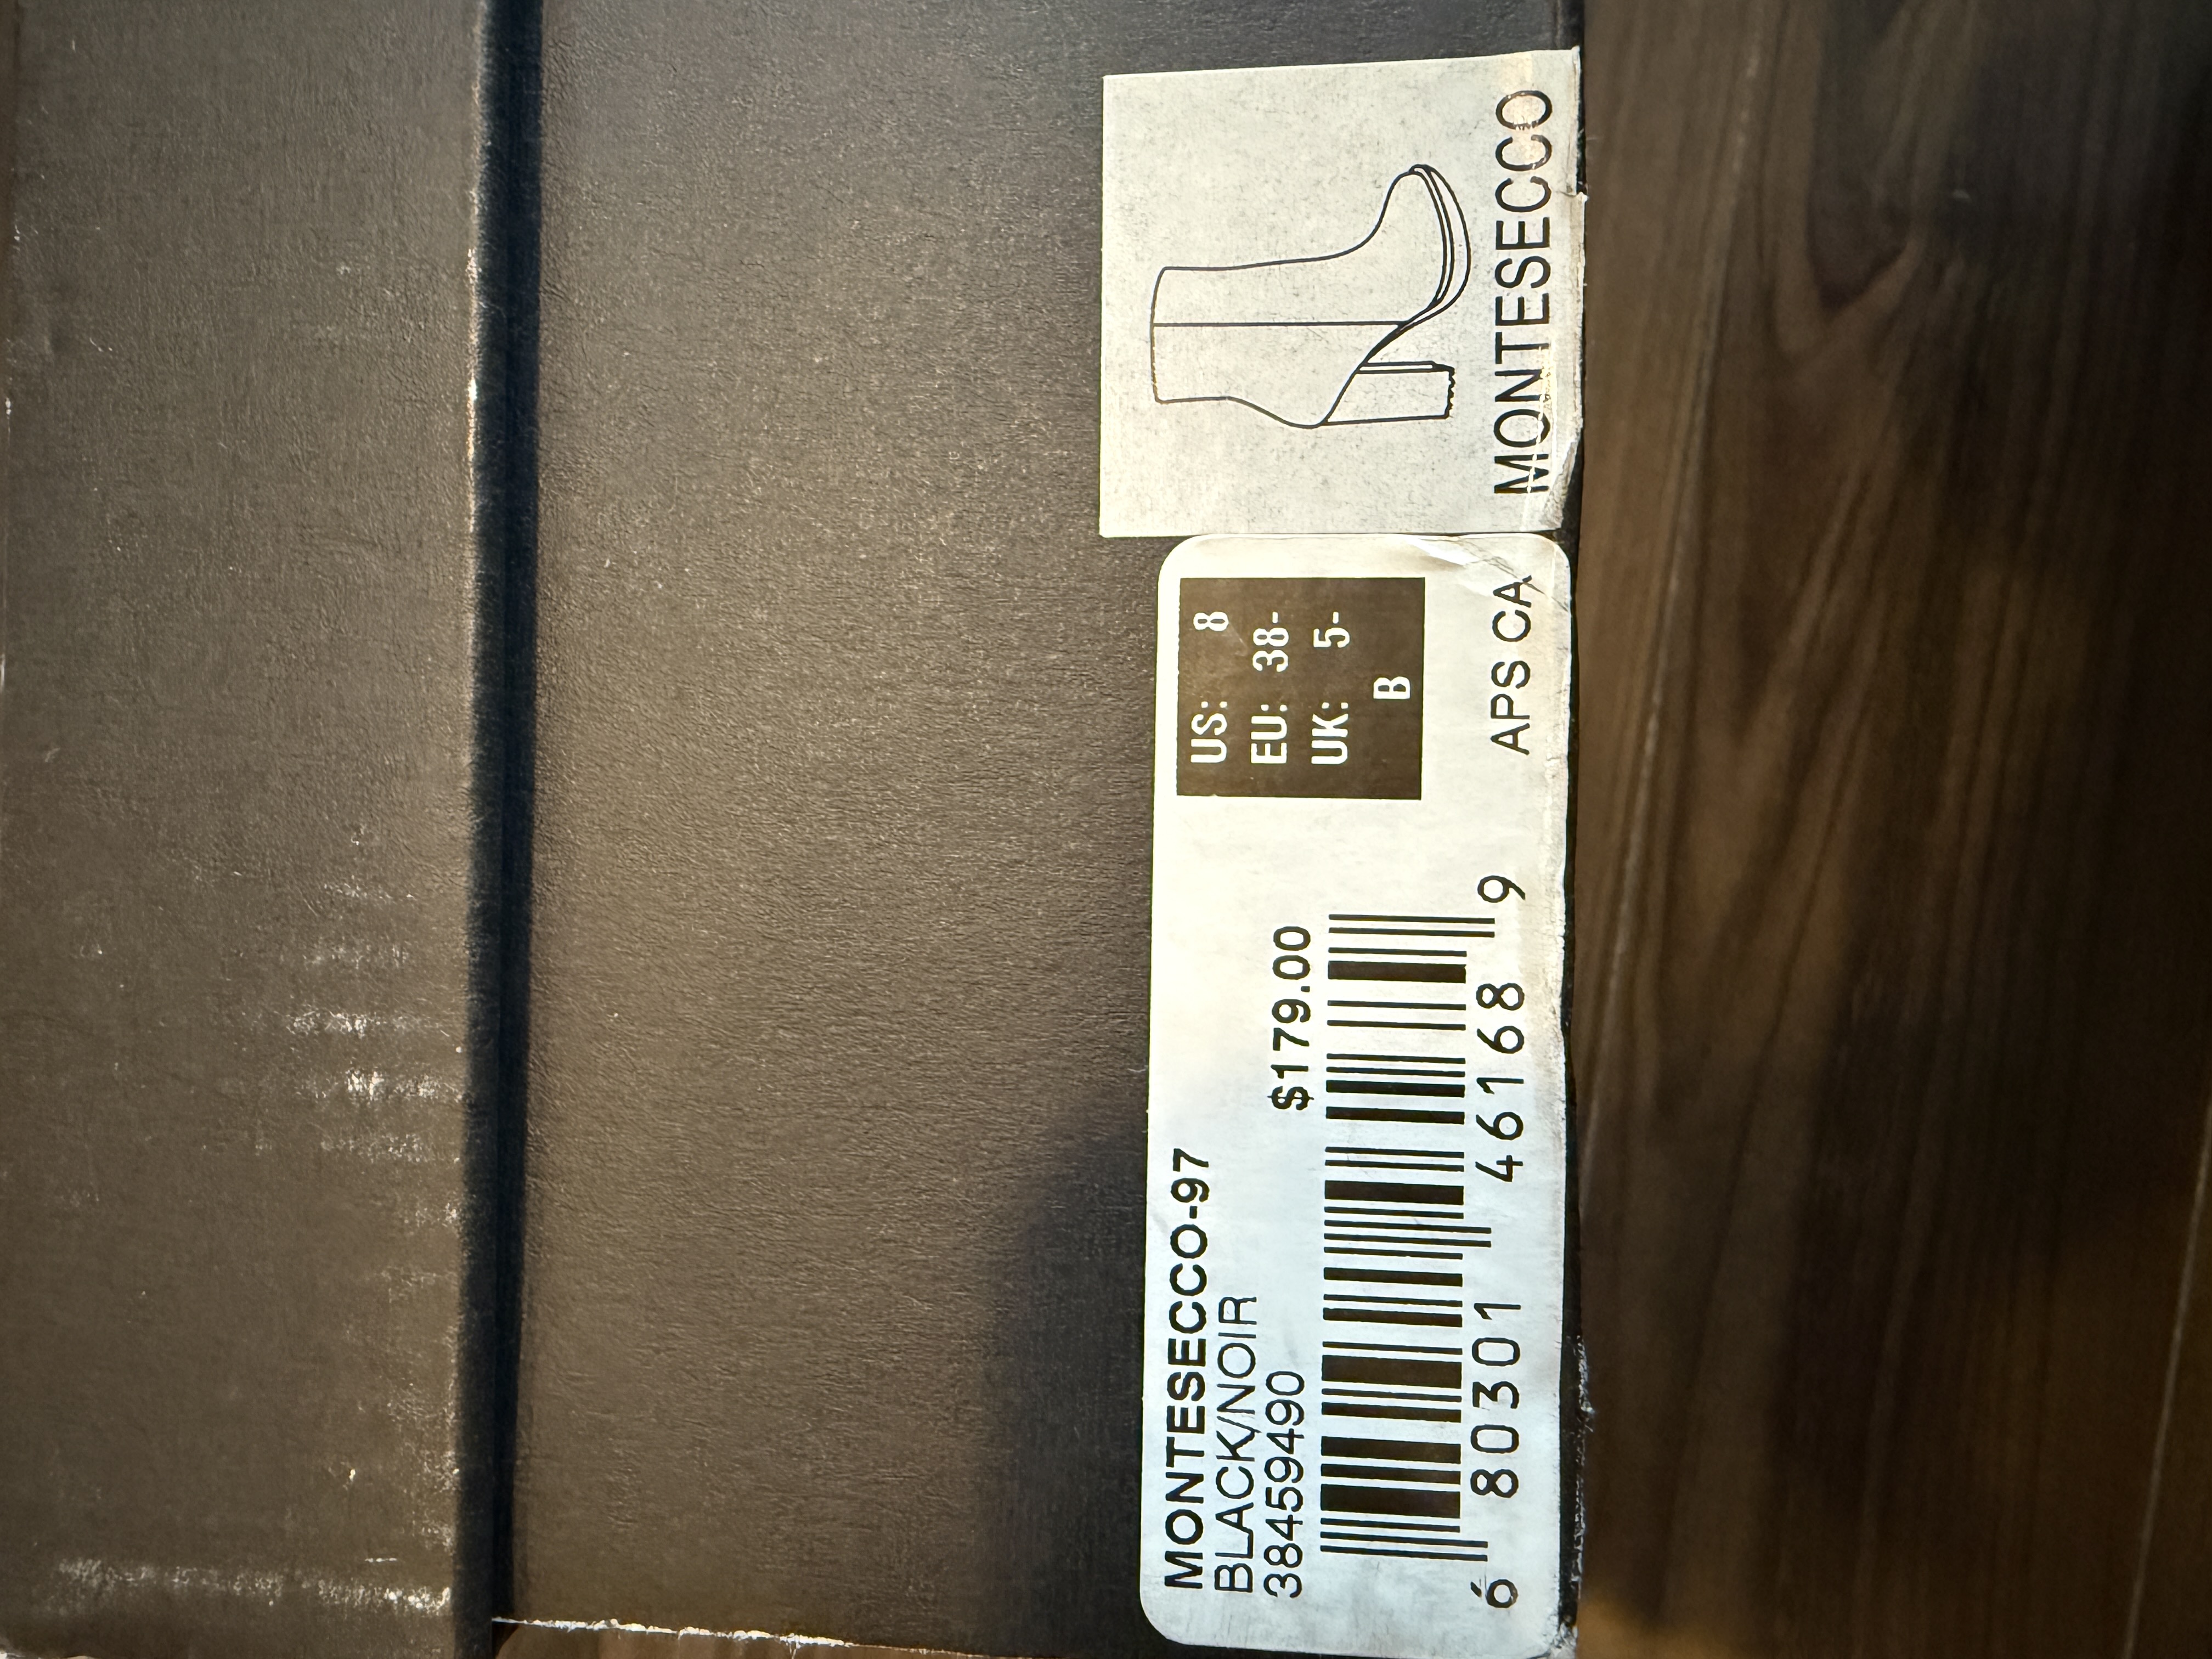 MONTESECCO-97
BLACK/NOIR
38459490
$179.00
6 80301 46168 9
US: 8
EU: 38-
UK: 5-
B
APS CA
MONTESECCO